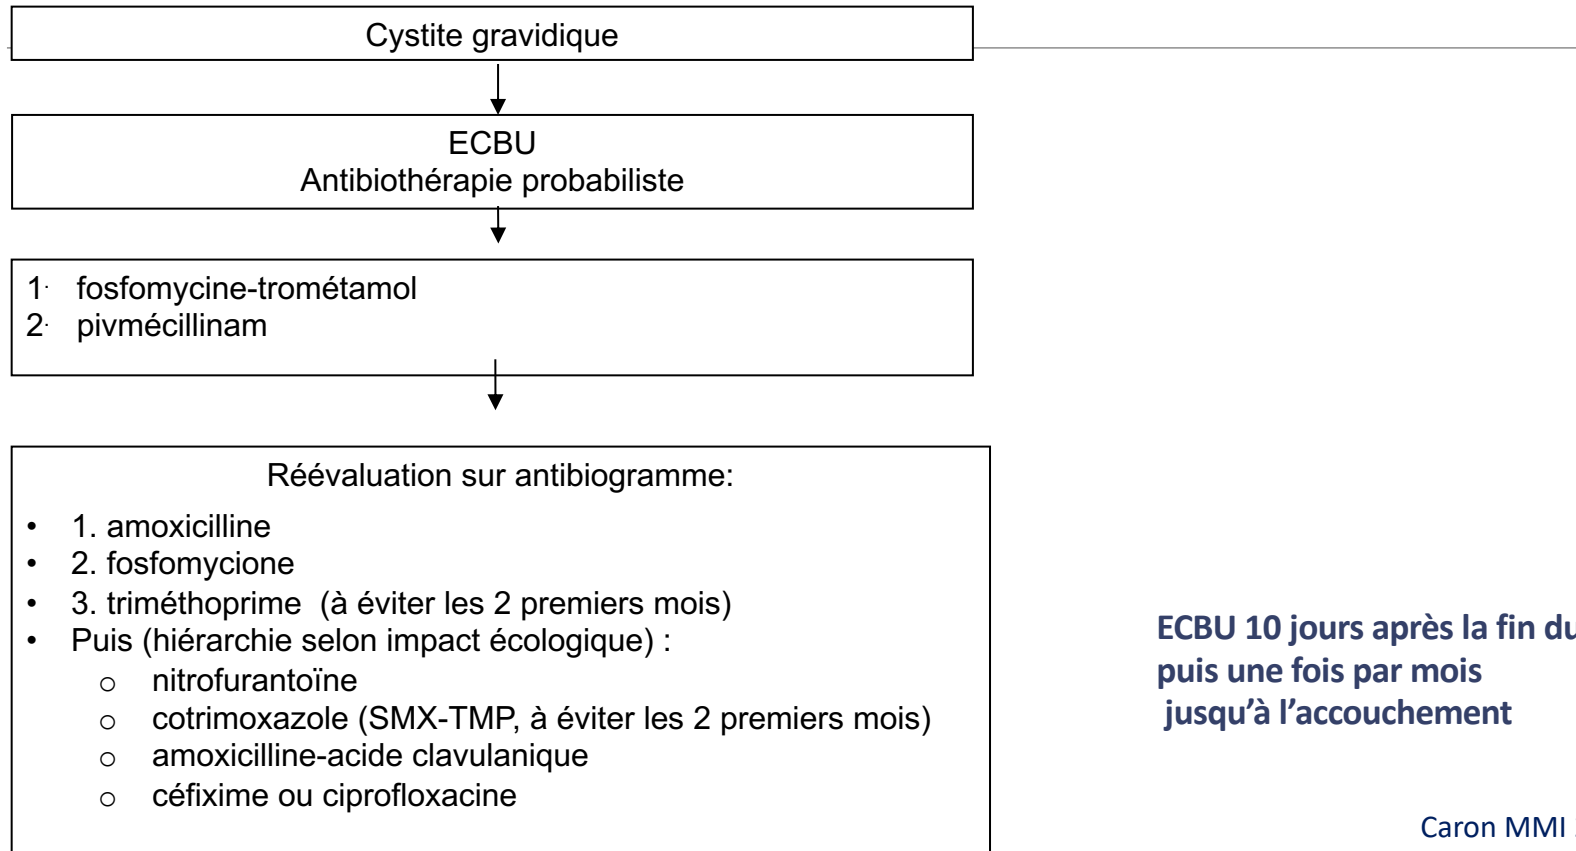 Cystite gravidique
ECBU
Antibiothérapie probabiliste
1. fosfomycine-trométamol
2. pivmécillinam
Réévaluation sur antibiogramme:
• 1. amoxicilline
• 2. fosfomycione
• 3. triméthoprime (à éviter les 2 premiers mois)
• Puis (hiérarchie selon impact écologique) :
o nitrofurantoïne
o cotrimoxazole (SMX-TMP, à éviter les 2 premiers mois)
o amoxicilline-acide clavulanique
o céfixime ou ciprofloxacine
ECBU 10 jours après la fin du
puis une fois par mois
jusqu’à l’accouchement
Caron MMI